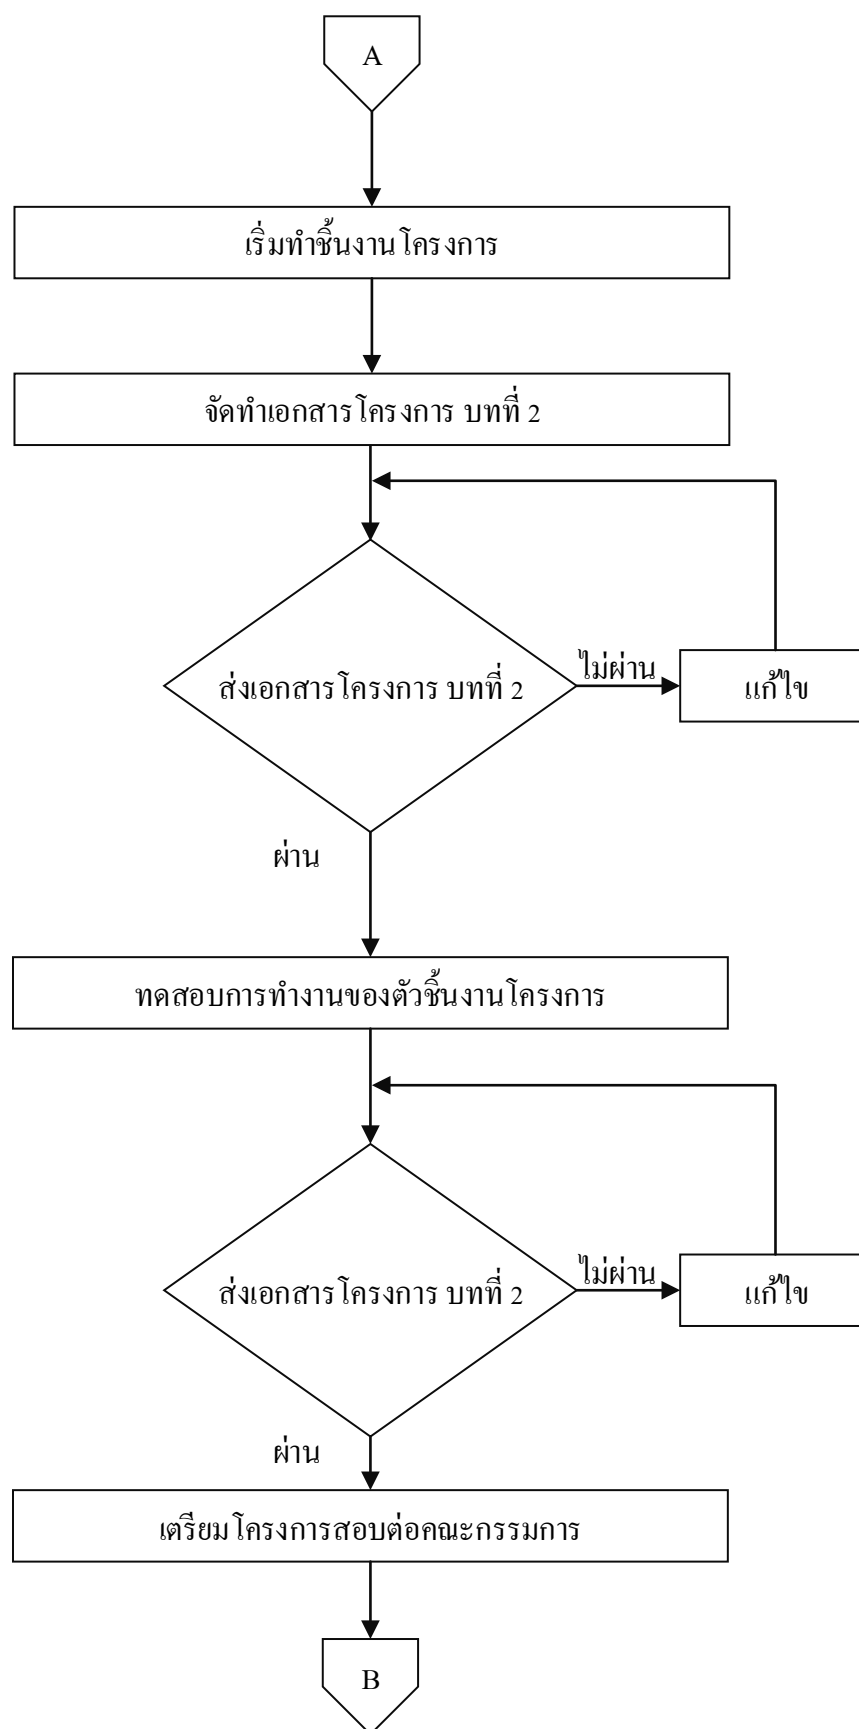 A
เริ่มทำชิ้นงานโครงการ
จัดทำเอกสารโครงการ บทที่ 2
ส่งเอกสารโครงการ บทที่ 2
ไม่ผ่าน
แก้ไข
ผ่าน
ทดสอบการทำงานของตัวชิ้นงานโครงการ
ส่งเอกสารโครงการ บทที่ 2
ไม่ผ่าน
แก้ไข
ผ่าน
เตรียมโครงการสอบต่อคณะกรรมการ
B